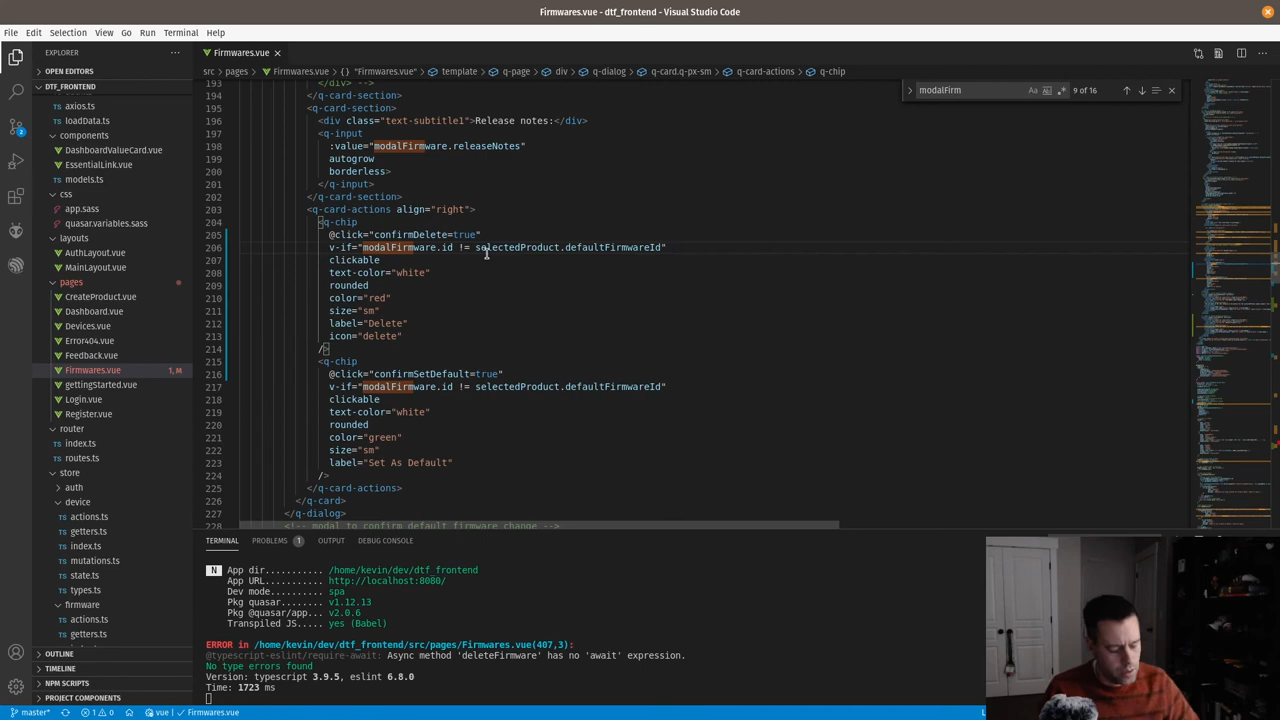 Firmwares.vue - dtf_frontend - Visual Studio Code
File Edit Selection View Go Run Terminal Help
EXPLORER
OPEN EDITORS
DTF_FRONTEND
axios.ts
loadData.ts
components
DashboardValueCard.vue
EssentialLink.vue
models.ts
css
app.sass
quasar.variables.sass
layouts
AuthLayout.vue
MainLayout.vue
pages
CreateProduct.vue
Dashboard.vue
Devices.vue
Error404.vue
Feedback.vue
Firmwares.vue 1, M
gettingStarted.vue
Login.vue
Register.vue
router
index.ts
routes.ts
store
auth
device
actions.ts
getters.ts
index.ts
mutations.ts
state.ts
types.ts
firmware
actions.ts
getters.ts
OUTLINE
TIMELINE
NPM SCRIPTS
PROJECT COMPONENTS
Firmwares.vue
src > pages > Firmwares.vue > {} "Firmwares.vue" > template > q-page > div > q-dialog > q-card.q-px-sm > q-card-actions > q-chip
modalFirm Aa 9 of 16
193 </div> -->
194 </q-card-section>
195 <q-card-section>
196 <div class="text-subtitle1">Release notes:</div>
197 <q-input
198 :value="modalFirmware.releaseNotes"
199 autogrow
200 borderless>
201 </q-input>
202 </q-card-section>
203 <q-card-actions align="right">
204 <q-chip
205 @click="confirmDelete=true"
206 v-if="modalFirmware.id != selectedProduct.defaultFirmwareId"
207 clickable
208 text-color="white"
209 rounded
210 color="red"
211 size="sm"
212 label="Delete"
213 icon="delete"
214 />
215 <q-chip
216 @click="confirmSetDefault=true"
217 v-if="modalFirmware.id != selectedProduct.defaultFirmwareId"
218 clickable
219 text-color="white"
220 rounded
221 color="green"
222 size="sm"
223 label="Set As Default"
224 />
225 </q-card-actions>
226 </q-card>
227 </q-dialog>
228 <!-- modal to confirm default firmware change -->
TERMINAL PROBLEMS 1 OUTPUT DEBUG CONSOLE
N App dir........... /home/kevin/dev/dtf_frontend
App URL........... http://localhost:8080/
Dev mode.......... spa
Pkg quasar........ v1.12.13
Pkg @quasar/app... v2.0.6
Transpiled JS..... yes (Babel)
ERROR in /home/kevin/dev/dtf_frontend/src/pages/Firmwares.vue(407,3):
@typescript-eslint/require-await: Async method 'deleteFirmware' has no 'await' expression.
No type errors found
Version: typescript 3.9.5, eslint 6.8.0
Time: 1723 ms
master* 1 0 vue Firmwares.vue